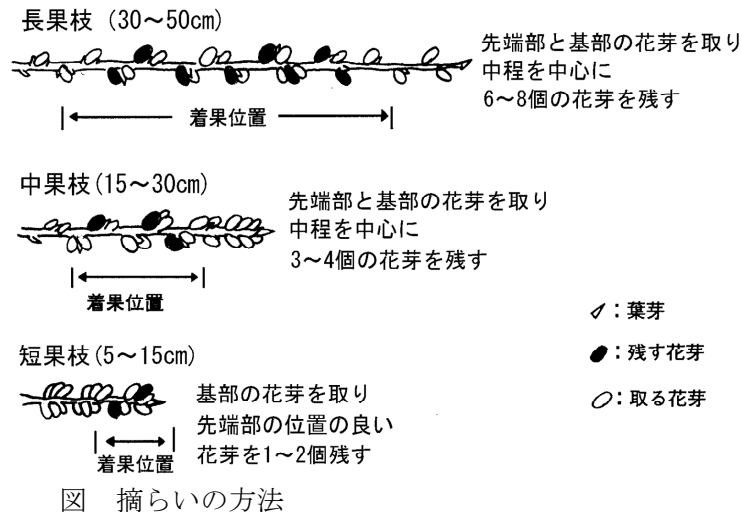 長果枝 (30～50cm)
先端部と基部の花芽を取り
中程を中心に
6～8個の花芽を残す
着果位置
中果枝(15～30cm)
先端部と基部の花芽を取り
中程を中心に
3～4個の花芽を残す
着果位置
短果枝(5～15cm)
基部の花芽を取り
先端部の位置の良い
花芽を1～2個残す
着果位置
：葉芽
：残す花芽
：取る花芽
図 摘らいの方法